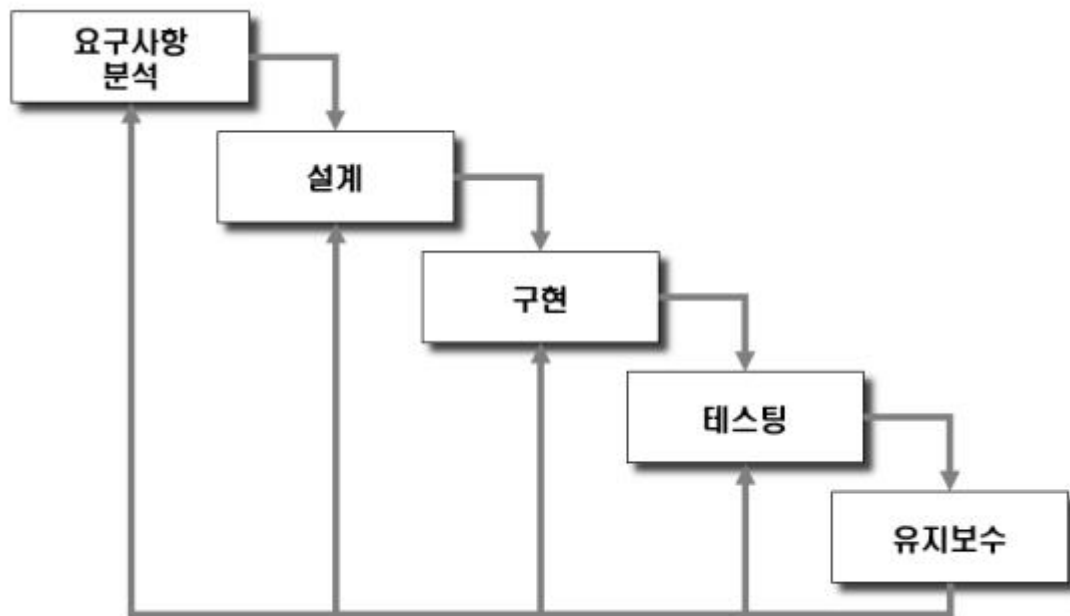 요구사항
분석
설계
구현
테스팅
유지보수